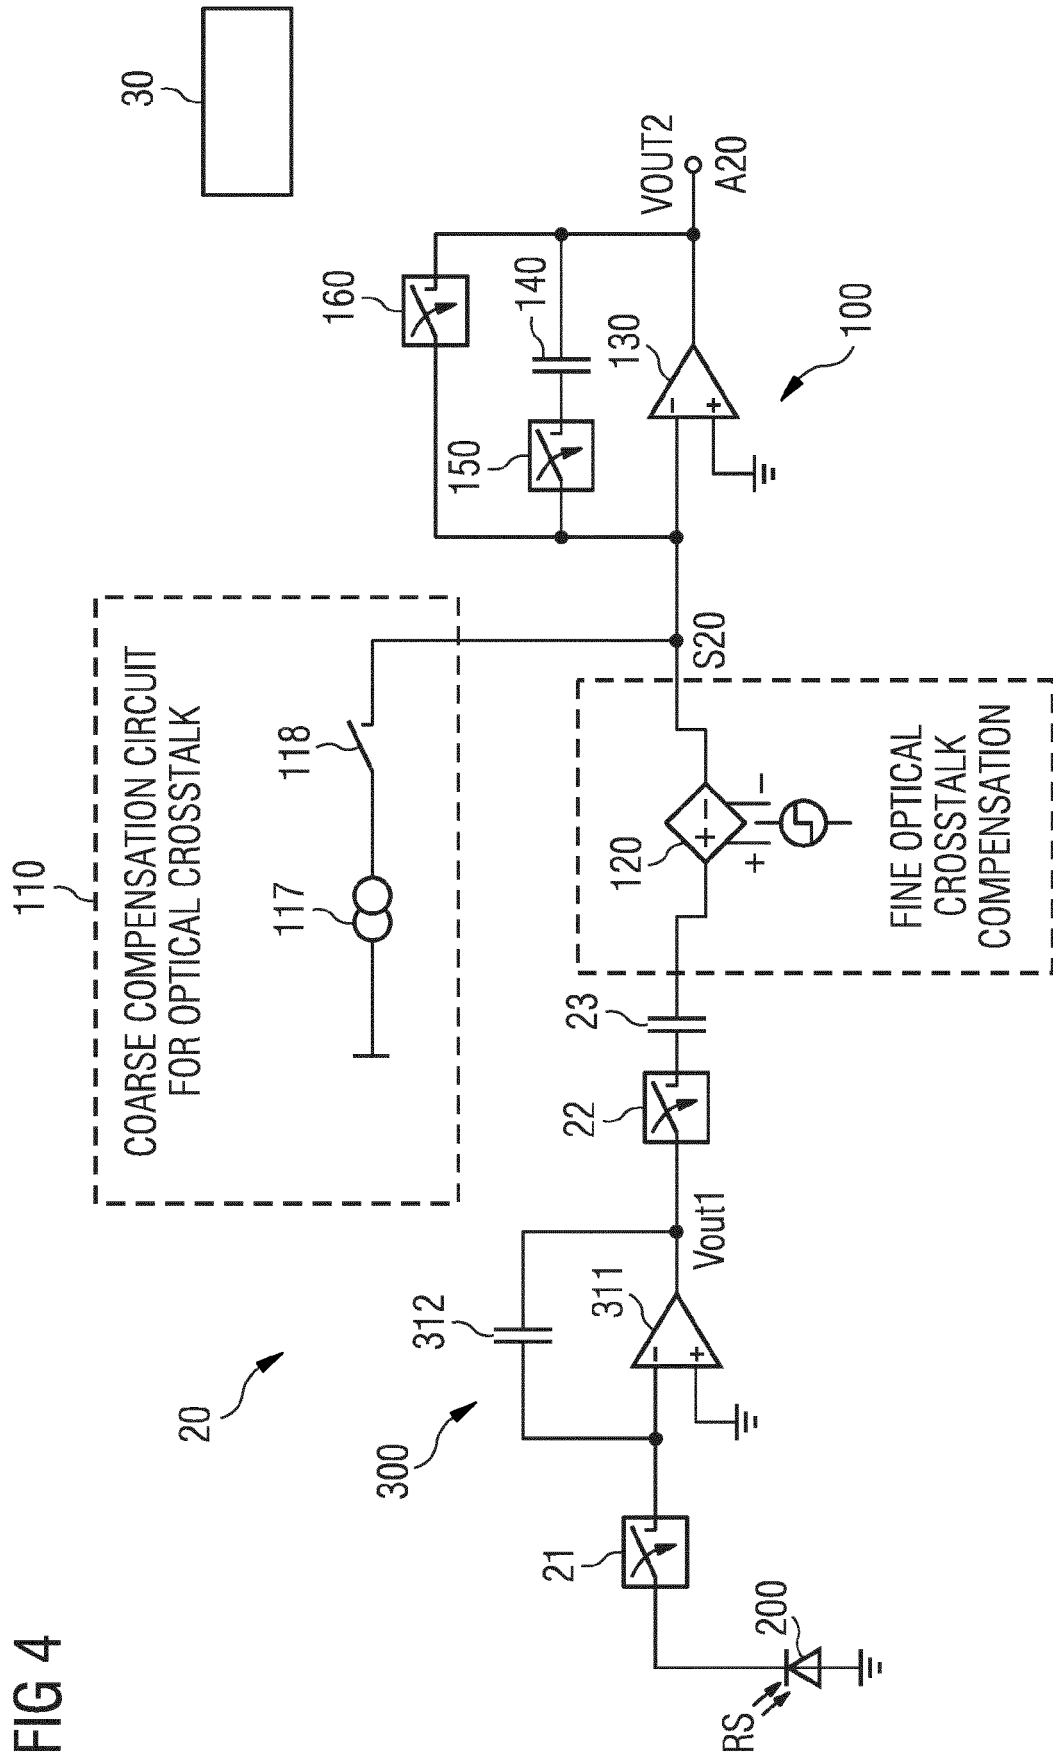 FIG 4
20
110
COARSE COMPENSATION CIRCUIT
FOR OPTICAL CROSSTALK
117
118
30
160
150
140
130
VOUT2
A20
100
S20
300
312
311
Vout1
21
22
23
120
+ −
+ −
FINE OPTICAL
CROSSTALK
COMPENSATION
− +
− +
RS
200